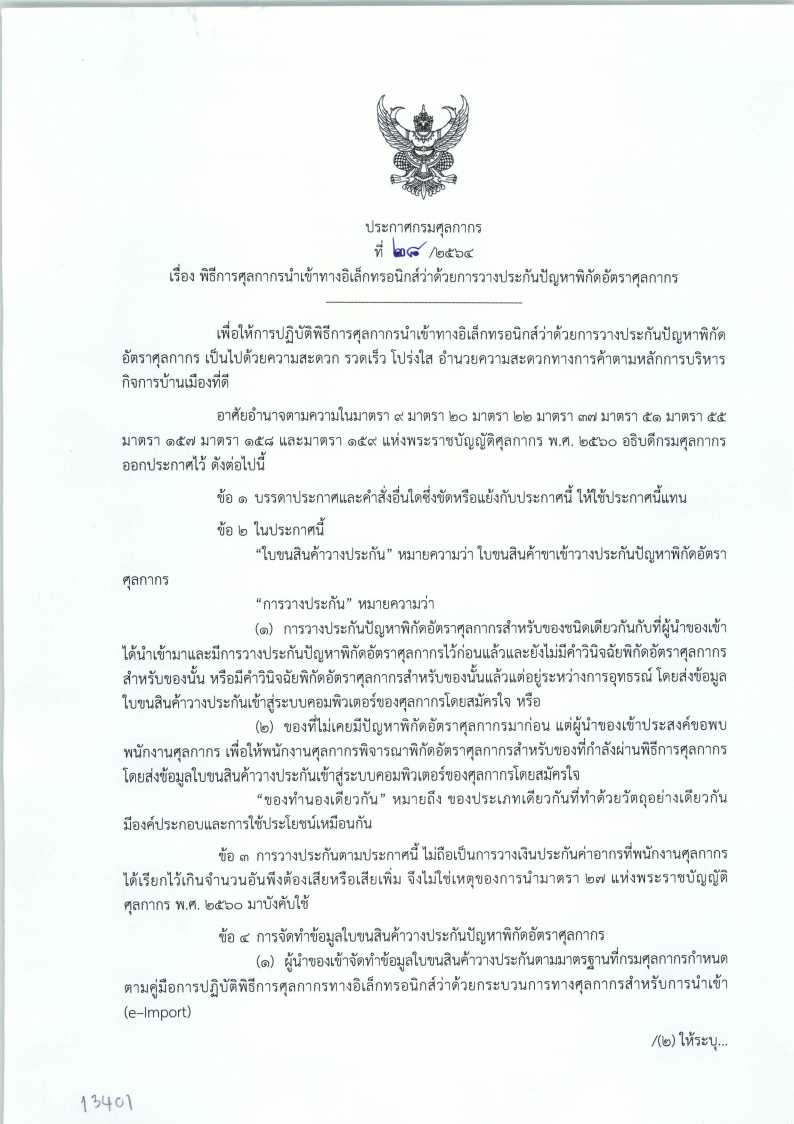 ประกาศกรมศุลกากร
ที่ ๒๘ /๒๕๖๔
เรื่อง พิธีการศุลกากรนำเข้าทางอิเล็กทรอนิกส์ว่าด้วยการวางประกันปัญหาพิกัดอัตราศุลกากร
เพื่อให้การปฏิบัติพิธีการศุลกากรนำเข้าทางอิเล็กทรอนิกส์ว่าด้วยการวางประกันปัญหาพิกัด
อัตราศุลกากร เป็นไปด้วยความสะดวก รวดเร็ว โปร่งใส อำนวยความสะดวกทางการค้าตามหลักการบริหาร
กิจการบ้านเมืองที่ดี
อาศัยอำนาจตามความในมาตรา ๙ มาตรา ๒๐ มาตรา ๒๒ มาตรา ๓๗ มาตรา ๕๑ มาตรา ๕๕
มาตรา ๑๕๗ มาตรา ๑๕๘ และมาตรา ๑๕๙ แห่งพระราชบัญญัติศุลกากร พ.ศ. ๒๕๖๐ อธิบดีกรมศุลกากร
ออกประกาศไว้ ดังต่อไปนี้
ข้อ ๑ บรรดาประกาศและคำสั่งอื่นใดซึ่งขัดหรือแย้งกับประกาศนี้ ให้ใช้ประกาศนี้แทน
ข้อ ๒ ในประกาศนี้
“ใบขนสินค้าวางประกัน” หมายความว่า ใบขนสินค้าขาเข้าวางประกันปัญหาพิกัดอัตรา
ศุลกากร
“การวางประกัน” หมายความว่า
(๑) การวางประกันปัญหาพิกัดอัตราศุลกากรสำหรับของชนิดเดียวกันกับที่ผู้นำของเข้า
ได้นำเข้ามาและมีการวางประกันปัญหาพิกัดอัตราศุลกากรไว้ก่อนแล้วและยังไม่มีคำวินิจฉัยพิกัดอัตราศุลกากร
สำหรับของนั้น หรือมีคำวินิจฉัยพิกัดอัตราศุลกากรสำหรับของนั้นแล้วแต่อยู่ระหว่างการอุทธรณ์ โดยส่งข้อมูล
ใบขนสินค้าวางประกันเข้าสู่ระบบคอมพิวเตอร์ของศุลกากรโดยสมัครใจ หรือ
(๒) ของที่ไม่เคยมีปัญหาพิกัดอัตราศุลกากรมาก่อน แต่ผู้นำของเข้าประสงค์ขอพบ
พนักงานศุลกากร เพื่อให้พนักงานศุลกากรพิจารณาพิกัดอัตราศุลกากรสำหรับของที่กำลังผ่านพิธีการศุลกากร
โดยส่งข้อมูลใบขนสินค้าวางประกันเข้าสู่ระบบคอมพิวเตอร์ของศุลกากรโดยสมัครใจ
“ของทำนองเดียวกัน” หมายถึง ของประเภทเดียวกันที่ทำด้วยวัตถุอย่างเดียวกัน
มีองค์ประกอบและการใช้ประโยชน์เหมือนกัน
ข้อ ๓ การวางประกันตามประกาศนี้ ไม่ถือเป็นการวางเงินประกันค่าอากรที่พนักงานศุลกากร
ได้เรียกไว้เกินจำนวนอันพึงต้องเสียหรือเสียเพิ่ม จึงไม่ใช่เหตุของการนำมาตรา ๒๗ แห่งพระราชบัญญัติ
ศุลกากร พ.ศ. ๒๕๖๐ มาบังคับใช้
ข้อ ๔ การจัดทำข้อมูลใบขนสินค้าวางประกันปัญหาพิกัดอัตราศุลกากร
(๑) ผู้นำของเข้าจัดทำข้อมูลใบขนสินค้าวางประกันตามมาตรฐานที่กรมศุลกากรกำหนด
ตามคู่มือการปฏิบัติพิธีการศุลกากรทางอิเล็กทรอนิกส์ว่าด้วยกระบวนการทางศุลกากรสำหรับการนำเข้า
(e-Import)
/(๒) ให้ระบุ...
13401